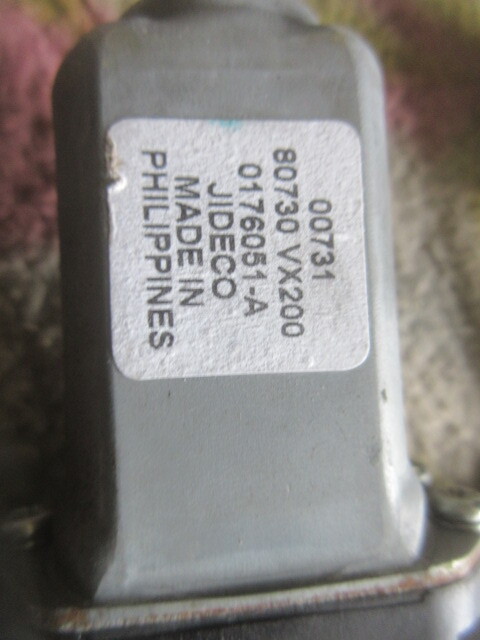 00731
80730 VX200
0176051-A
JIDECO
MADE IN
PHILIPPINES